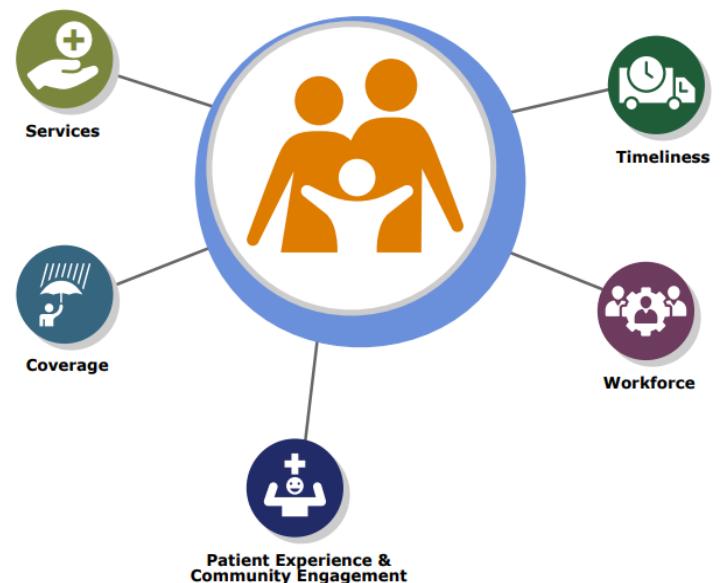 Services
Timeliness
Coverage
Workforce
Patient Experience &
Community Engagement